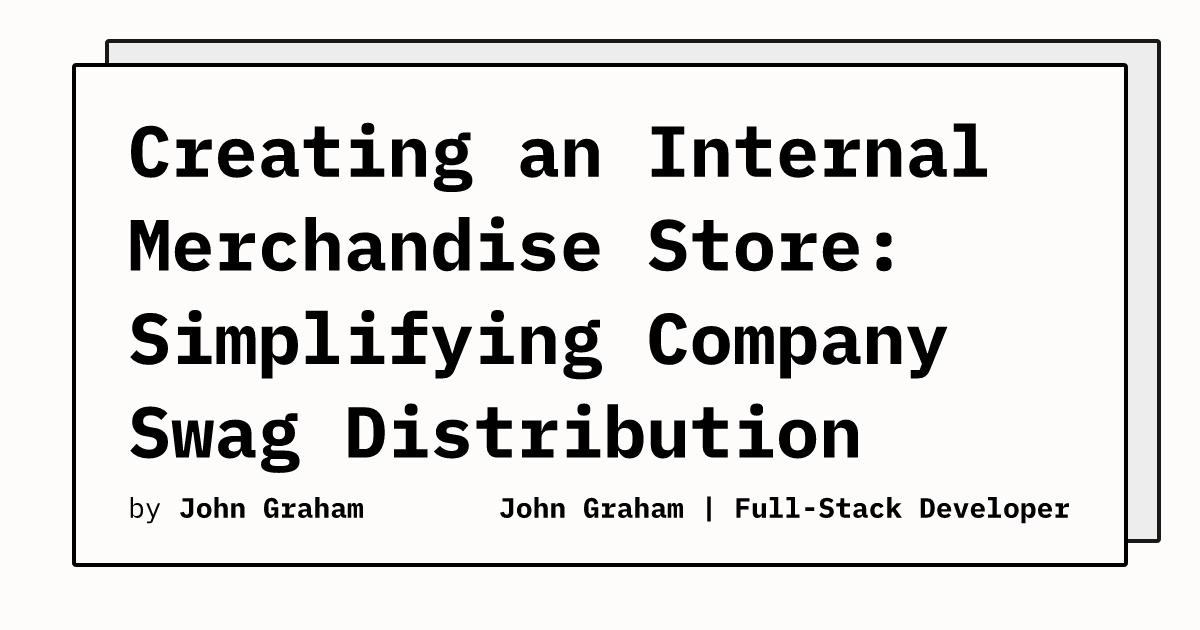 Creating an Internal
Merchandise Store:
Simplifying Company
Swag Distribution
by John Graham
John Graham | Full-Stack Developer